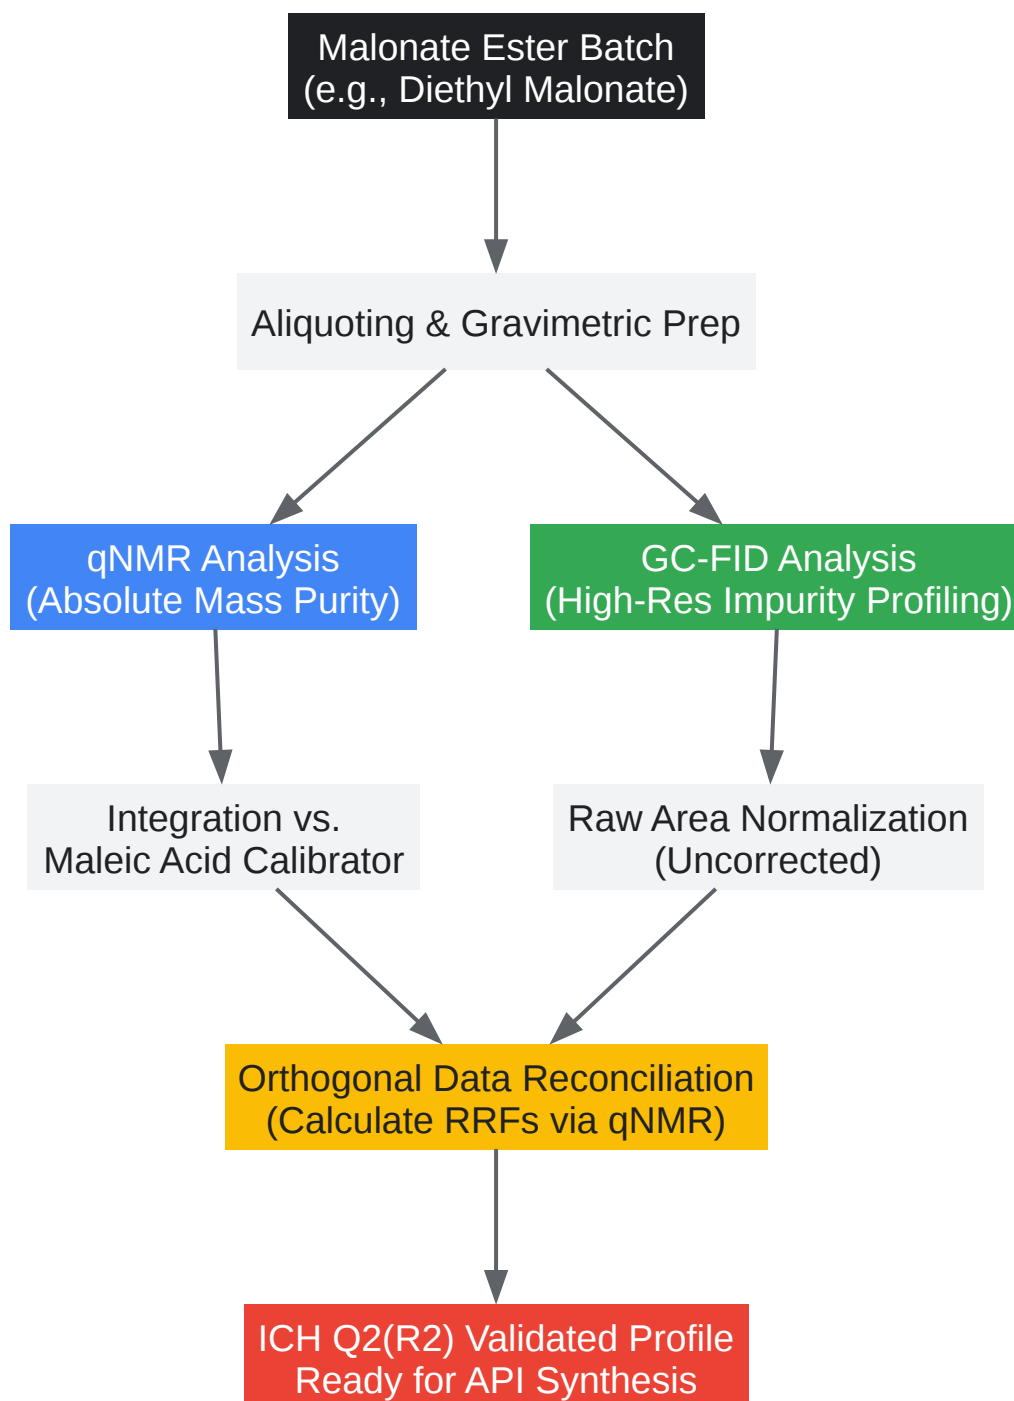 Malonate Ester Batch
(e.g., Diethyl Malonate)
Aliquoting & Gravimetric Prep
qNMR Analysis
(Absolute Mass Purity)
GC-FID Analysis
(High-Res Impurity Profiling)
Integration vs.
Maleic Acid Calibrator
Raw Area Normalization
(Uncorrected)
Orthogonal Data Reconciliation
(Calculate RRFs via qNMR)
ICH Q2(R2) Validated Profile
Ready for API Synthesis